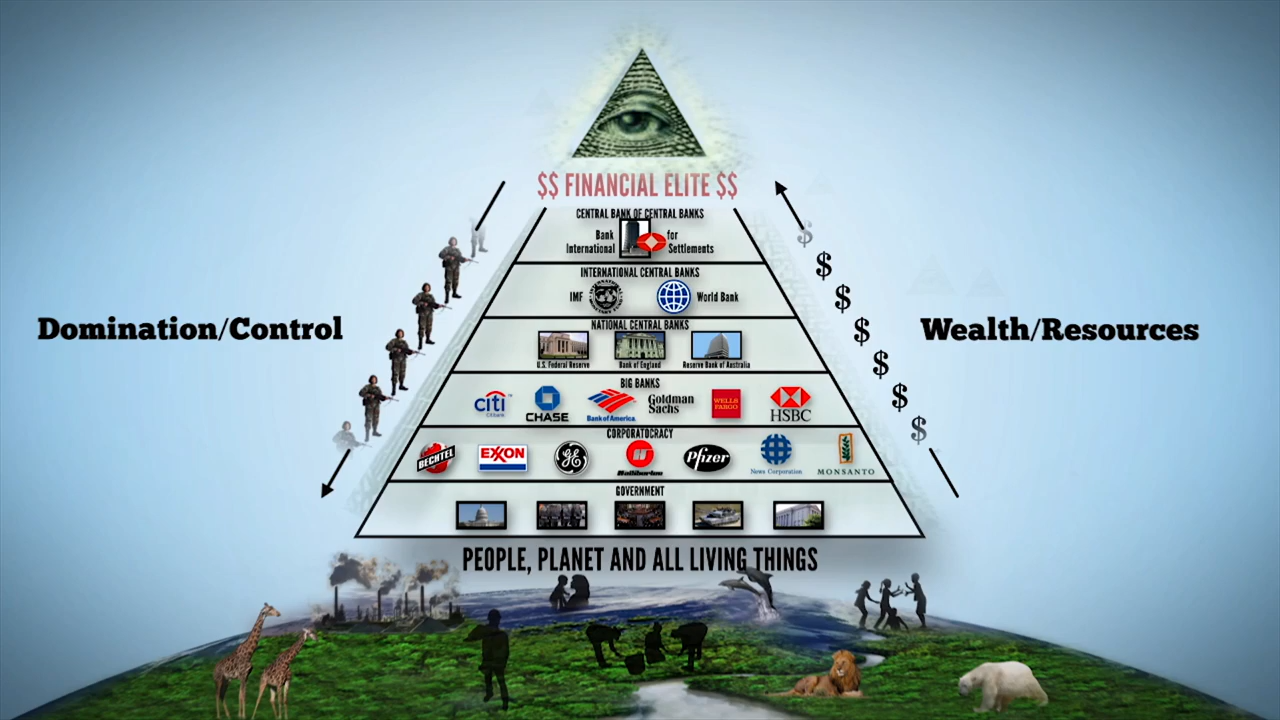 $$ FINANCIAL ELITE $$
CENTRAL BANK OF CENTRAL BANKS
Bank for
International Settlements
INTERNATIONAL CENTRAL BANKS
IMF World Bank
NATIONAL CENTRAL BANKS
U.S. Federal Reserve Bank of England Reserve Bank of Australia
BIG BANKS
citi
Citibank
CHASE
Bank of America
Goldman
Sachs
WELLS
FARGO
HSBC
CORPORATOCRACY
BECHTEL
EXXON
GE
Halliburton
Pfizer
News Corporation
MONSANTO
GOVERNMENT
PEOPLE, PLANET AND ALL LIVING THINGS
Domination/Control
Wealth/Resources
$
$
$
$
$
$
$